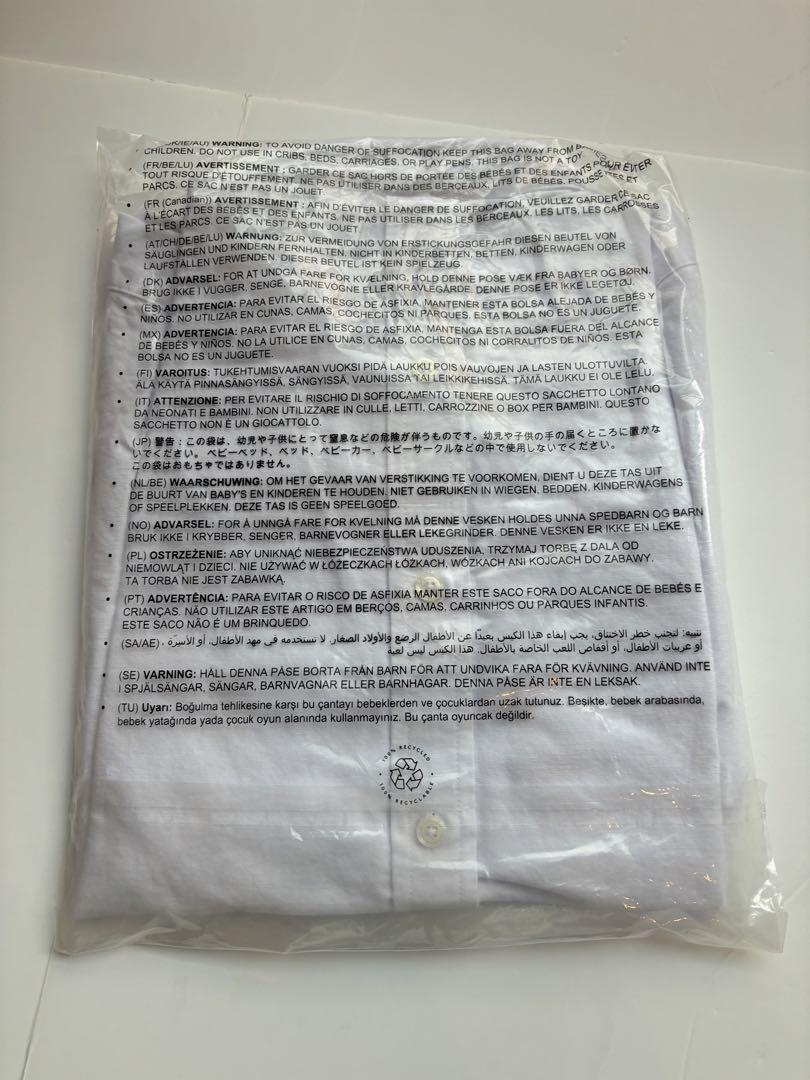 UK/IE/AU) WARNING: TO AVOID DANGER OF SUFFOCATION KEEP THIS BAG AWAY FROM
CHILDREN. DO NOT USE IN CRIBS, BEDS, CARRIAGES, OR PLAY PENS. THIS BAG IS NOT A TOY.
• (FR/BE/LU) AVERTISSEMENT : GARDER CE SAC HORS DE PORTÉE DES BÉBÉS ET DES ENFANTS POUR ÉVITER
TOUT RISQUE D'ÉTOUFFEMENT. NE PAS UTILISER DANS DES BERCEAUX, LITS DE BÉBÉS, POUSSETTES ET
PARCS. CE SAC N'EST PAS UN JOUET.
• (FR (Canadian)) AVERTISSEMENT : AFIN D'ÉVITER LE DANGER DE SUFFOCATION, VEUILLEZ GARDER CE SAC
À L'ÉCART DES BÉBÉS ET DES ENFANTS. NE PAS UTILISER DANS LES BERCEAUX. LES LITS, LES CARROSSES
ET LES PARCS. CE SAC N'EST PAS UN JOUET.
• (AT/CH/DE/BE/LU) WARNUNG: ZUR VERMEIDUNG VON ERSTICKUNGSGEFAHR DIESEN BEUTEL VON
SÄUGLINGEN UND KINDERN FERNHALTEN. NICHT IN KINDERBETTEN, BETTEN, KINDERWAGEN ODER
LAUFSTÄLLEN VERWENDEN. DIESER BEUTEL IST KEIN SPIELZEUG.
• (DK) ADVARSEL: FOR AT UNDGÅ FARE FOR KVÆLNING, HOLD DENNE POSE VÆK FRA BABYER OG BØRN.
BRUG IKKE I VUGGER, SENGE, BARNEVOGNE ELLER KRAVLEGÅRDE. DENNE POSE ER IKKE LEGETØJ.
• (ES) ADVERTENCIA: PARA EVITAR EL RIESGO DE ASFIXIA, MANTENER ESTA BOLSA ALEJADA DE BEBÉS Y
NIÑOS. NO UTILIZAR EN CUNAS, CAMAS, COCHECITOS NI PARQUES. ESTA BOLSA NO ES UN JUGUETE.
• (MX) ADVERTENCIA: PARA EVITAR EL RIESGO DE ASFIXIA, MANTENGA ESTA BOLSA FUERA DEL ALCANCE
DE BEBÉS Y NIÑOS. NO LA UTILICE EN CUNAS, CAMAS, COCHECITOS NI CORRALITOS DE NIÑOS. ESTA
BOLSA NO ES UN JUGUETE.
• (FI) VAROITUS: TUKEHTUMISVAARAN VUOKSI PIDÄ LAUKKU POIS VAUVOJEN JA LASTEN ULOTTUVILTA.
ÄLÄ KÄYTÄ PINNASÄNGYISSÄ, SÄNGYISSÄ, VAUNUISSA TAI LEIKKIKEHISSÄ. TÄMÄ LAUKKU EI OLE LELU.
• (IT) ATTENZIONE: PER EVITARE IL RISCHIO DI SOFFOCAMENTO TENERE QUESTO SACCHETTO LONTANO
DA NEONATI E BAMBINI. NON UTILIZZARE IN CULLE, LETTI, CARROZZINE O BOX PER BAMBINI. QUESTO
SACCHETTO NON È UN GIOCATTOLO.
• (JP) 警告：この袋は、幼児や子供にとって窒息などの危険が伴うものです。幼児や子供の手の届くところに置かな
いでください。 ベビーベッド、ベッド、ベビーカー、ベビーサークルなどの中で使用しないでください。
この袋はおもちゃではありません。
• (NL/BE) WAARSCHUWING: OM HET GEVAAR VAN VERSTIKKING TE VOORKOMEN, DIENT U DEZE TAS UIT
DE BUURT VAN BABY'S EN KINDEREN TE HOUDEN. NIET GEBRUIKEN IN WIEGEN, BEDDEN, KINDERWAGENS
OF SPEELPLEKKEN. DEZE TAS IS GEEN SPEELGOED.
• (NO) ADVARSEL: FOR Å UNNGÅ FARE FOR KVELNING MÅ DENNE VESKEN HOLDES UNNA SPEDBARN OG BARN
BRUK IKKE I KRYBBER, SENGER, BARNEVOGNER ELLER LEKEGRINDER. DENNE VESKEN ER IKKE EN LEKE.
• (PL) OSTRZEŻENIE: ABY UNIKNĄĆ NIEBEZPIECZEŃSTWA UDUSZENIA, TRZYMAJ TORBĘ Z DALA OD
NIEMOWLĄT I DZIECI. NIE UŻYWAĆ W ŁÓŻECZKACH ŁÓŻKACH, WÓZKACH ANI KOJCACH DO ZABAWY.
TA TORBA NIE JEST ZABAWKĄ.
• (PT) ADVERTÊNCIA: PARA EVITAR O RISCO DE ASFIXIA MANTER ESTE SACO FORA DO ALCANCE DE BEBÉS E
CRIANÇAS. NÃO UTILIZAR ESTE ARTIGO EM BERÇOS, CAMAS, CARRINHOS OU PARQUES INFANTIS.
ESTE SACO NÃO É UM BRINQUEDO.
• (SA/AE) تنبيه: لتجنب خطر الاختناق، يجب إبقاء هذا الكيس بعيدًا عن الأطفال الرضع والأولاد الصغار. لا تستخدمه في مهد الأطفال، أو الأسرة،
أو عربيات الأطفال، أو أقفاص اللعب الخاصة بالأطفال. هذا الكيس ليس لعبة
• (SE) VARNING: HÅLL DENNA PÅSE BORTA FRÅN BARN FÖR ATT UNDVIKA FARA FÖR KVÄVNING. ANVÄND INTE
I SPJÄLSÄNGAR, SÄNGAR, BARNVAGNAR ELLER BARNHAGAR. DENNA PÅSE ÄR INTE EN LEKSAK.
• (TU) Uyarı: Boğulma tehlikesine karşı bu çantayı bebeklerden ve çocuklardan uzak tutunuz. Beşikte, bebek arabasında,
bebek yatağında yada çocuk oyun alanında kullanmayınız. Bu çanta oyuncak değildir.
100% RECYCLED
100% RECYCLABLE